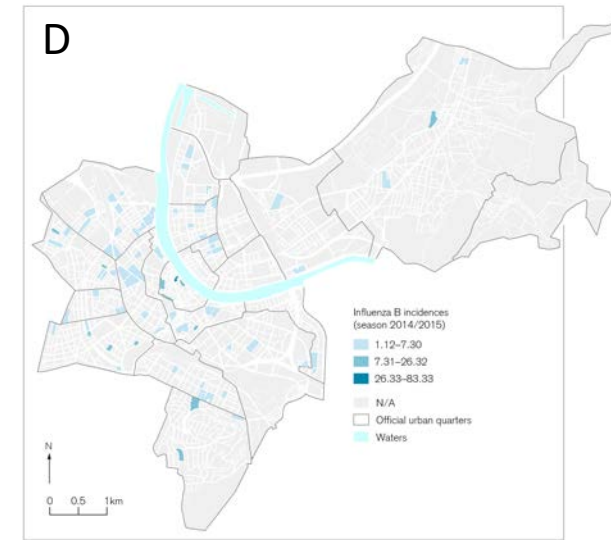 D
Influenza B incidences
(season 2014/2015)
1.12–7.30
7.31–26.32
26.33–83.33
N/A
Official urban quarters
Waters
N
0 0.5 1km